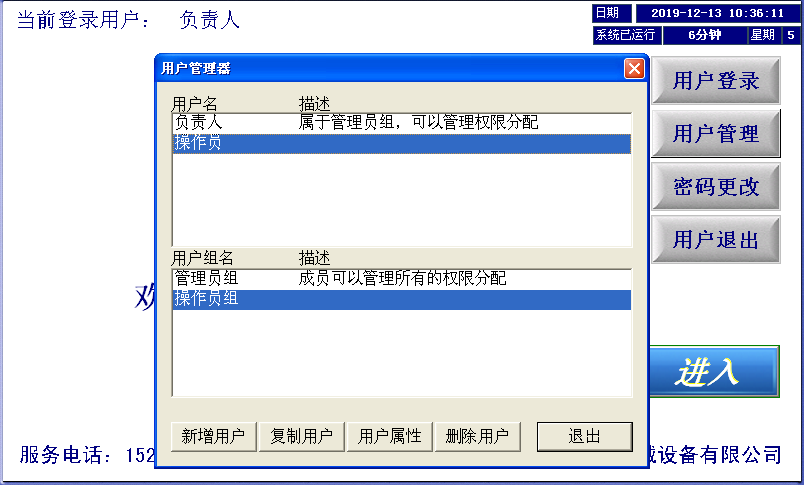 当前登录用户： 负责人
日期 2019-12-13 10:36:11
系统已运行 6分钟 星期 5
用户管理器
用户名 描述
负责人 属于管理员组，可以管理权限分配
操作员
用户组名 描述
管理员组 成员可以管理所有的权限分配
操作员组
新增用户 复制用户 用户属性 删除用户 退出
用户登录
用户管理
密码更改
用户退出
欢
进入
服务电话：152
设备有限公司